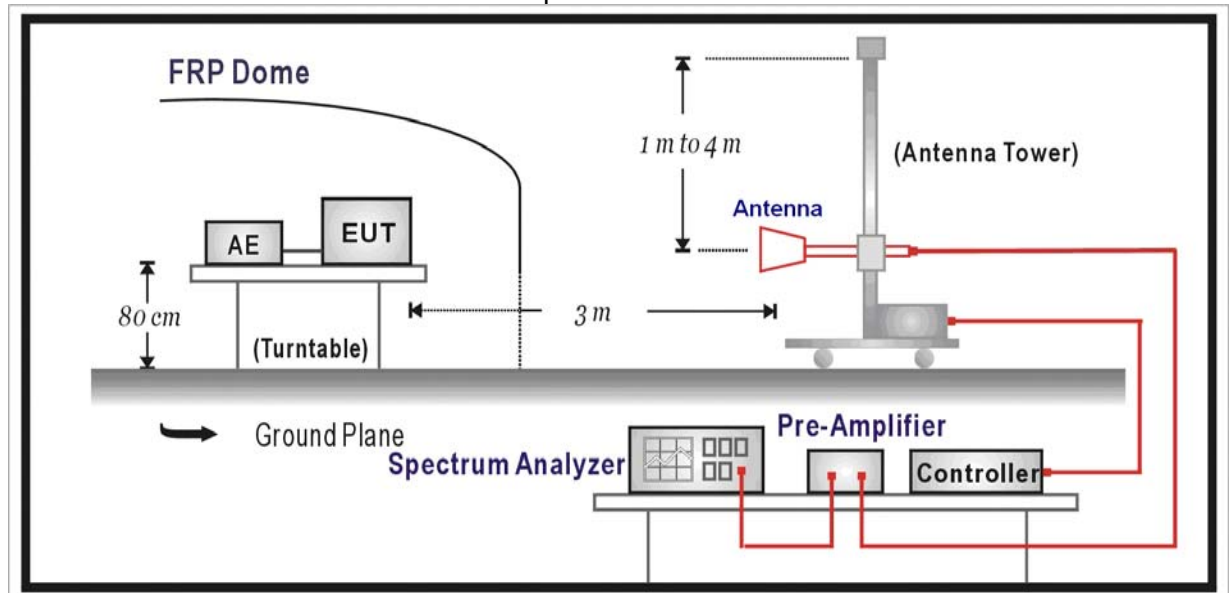 FRP Dome
1 m to 4 m
(Antenna Tower)
Antenna
AE
EUT
80 cm
3 m
(Turntable)
Ground Plane
Pre-Amplifier
Spectrum Analyzer
Controller